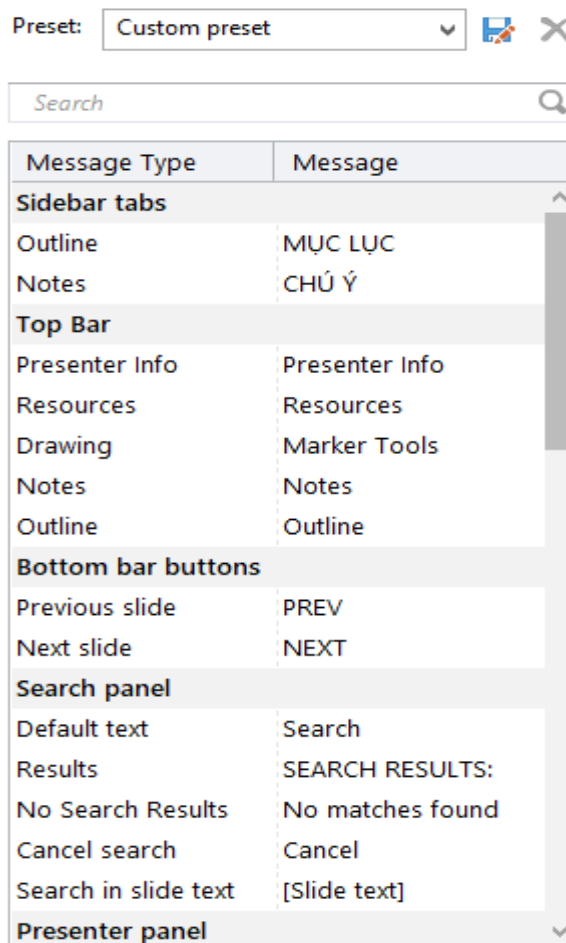 Preset: Custom preset
Search
Message Type Message
Sidebar tabs
Outline MỤC LỤC
Notes CHÚ Ý
Top Bar
Presenter Info Presenter Info
Resources Resources
Drawing Marker Tools
Notes Notes
Outline Outline
Bottom bar buttons
Previous slide PREV
Next slide NEXT
Search panel
Default text Search
Results SEARCH RESULTS:
No Search Results No matches found
Cancel search Cancel
Search in slide text [Slide text]
Presenter panel